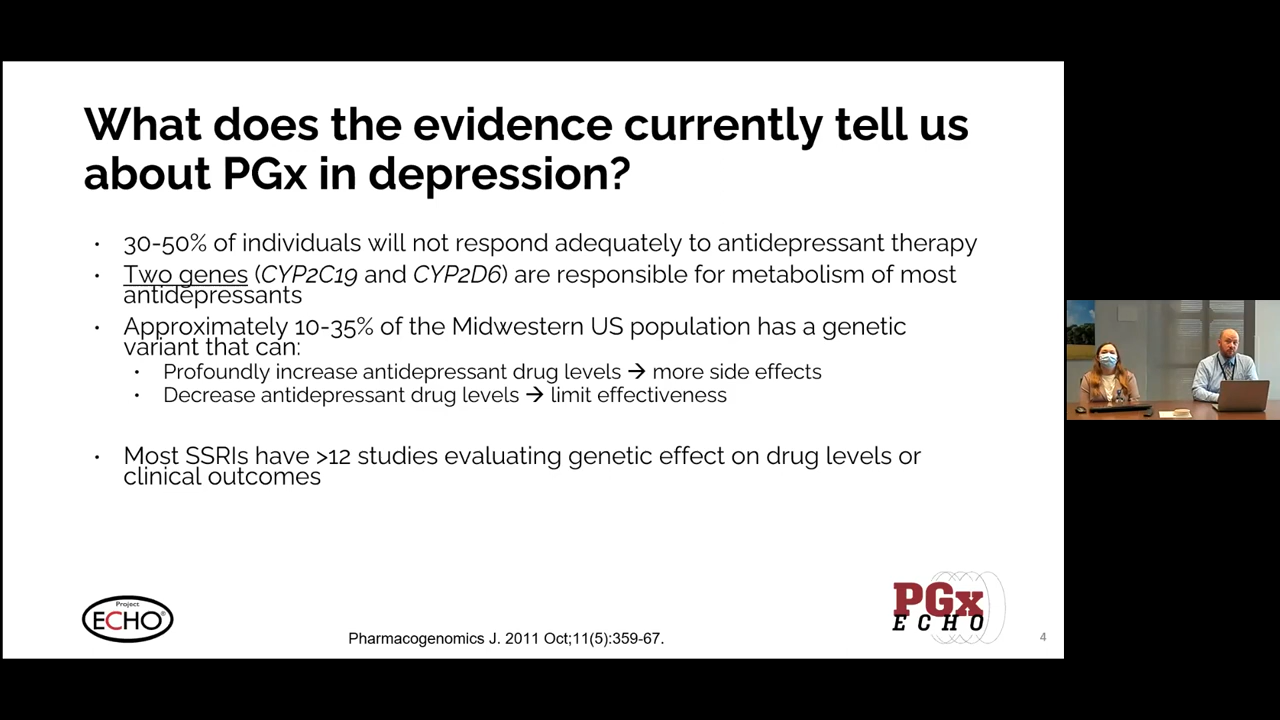 What does the evidence currently tell us
about PGx in depression?
• 30-50% of individuals will not respond adequately to antidepressant therapy
• Two genes (CYP2C19 and CYP2D6) are responsible for metabolism of most
antidepressants
• Approximately 10-35% of the Midwestern US population has a genetic
variant that can:
• Profoundly increase antidepressant drug levels → more side effects
• Decrease antidepressant drug levels → limit effectiveness
• Most SSRIs have >12 studies evaluating genetic effect on drug levels or
clinical outcomes
Project
ECHO®
Pharmacogenomics J. 2011 Oct;11(5):359-67.
PGx
ECHO
4